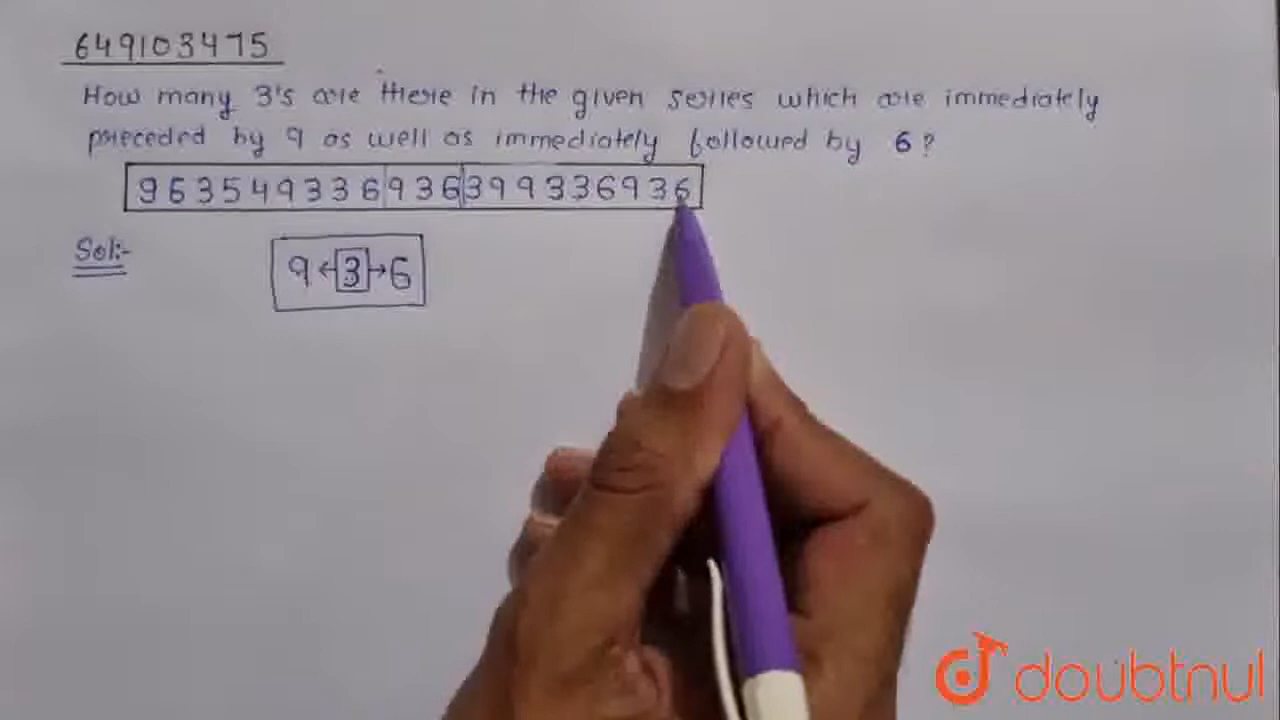 649103475
How many 3's are there in the given series which are immediately
preceded by 9 as well as immediately followed by 6?
9 6 3 5 4 9 3 3 6 9 3 6 3 9 9 3 3 6 9 3 6
Sol:-
9 ← 3 → 6
doubtnut